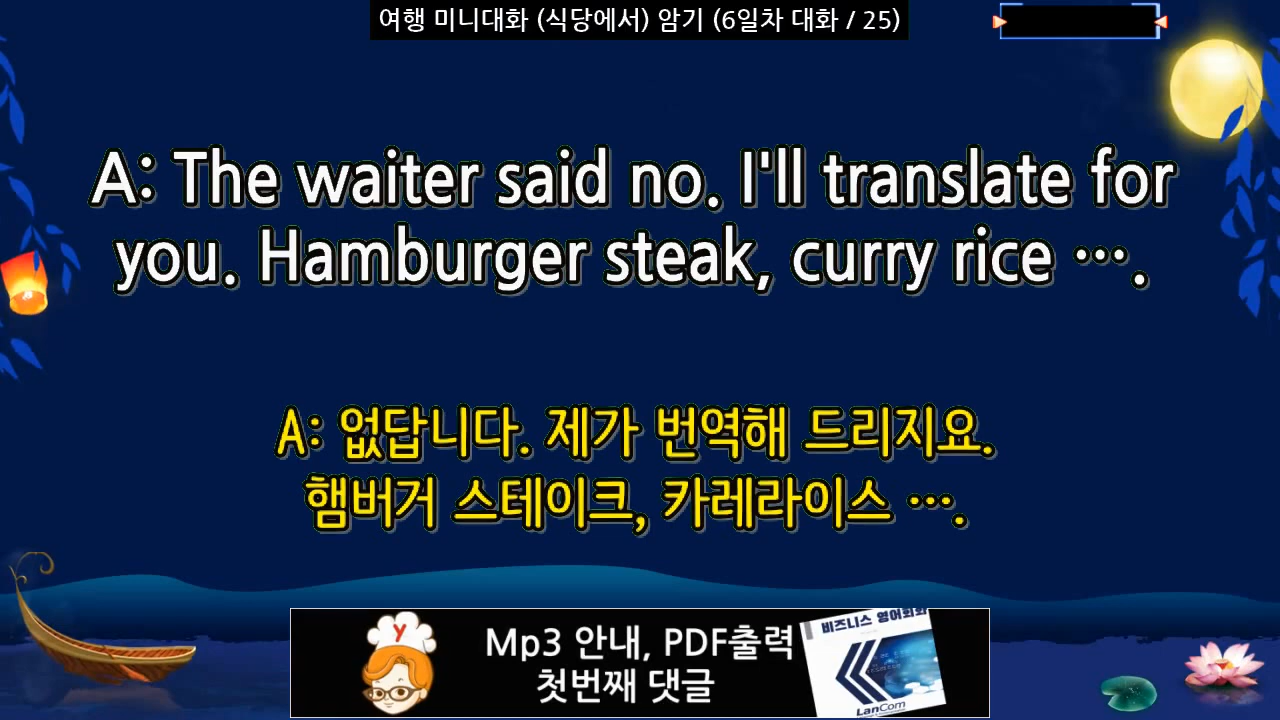 여행 미니대화 (식당에서) 암기 (6일차 대화 / 25)
A: The waiter said no. I'll translate for
you. Hamburger steak, curry rice ….
A: 없답니다. 제가 번역해 드리지요.
햄버거 스테이크, 카레라이스 ….
Mp3 안내, PDF출력
첫번째 댓글
y
비즈니스 영어회화
LanCom